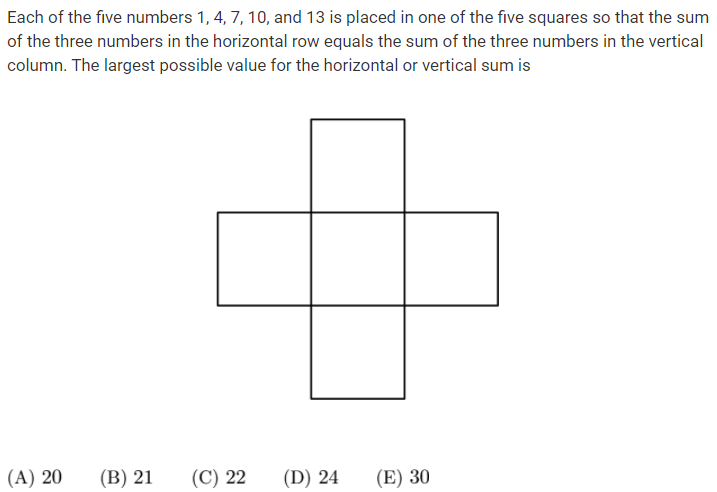 Each of the five numbers 1, 4, 7, 10, and 13 is placed in one of the five squares so that the sum
of the three numbers in the horizontal row equals the sum of the three numbers in the vertical
column. The largest possible value for the horizontal or vertical sum is
(A) 20 (B) 21 (C) 22 (D) 24 (E) 30